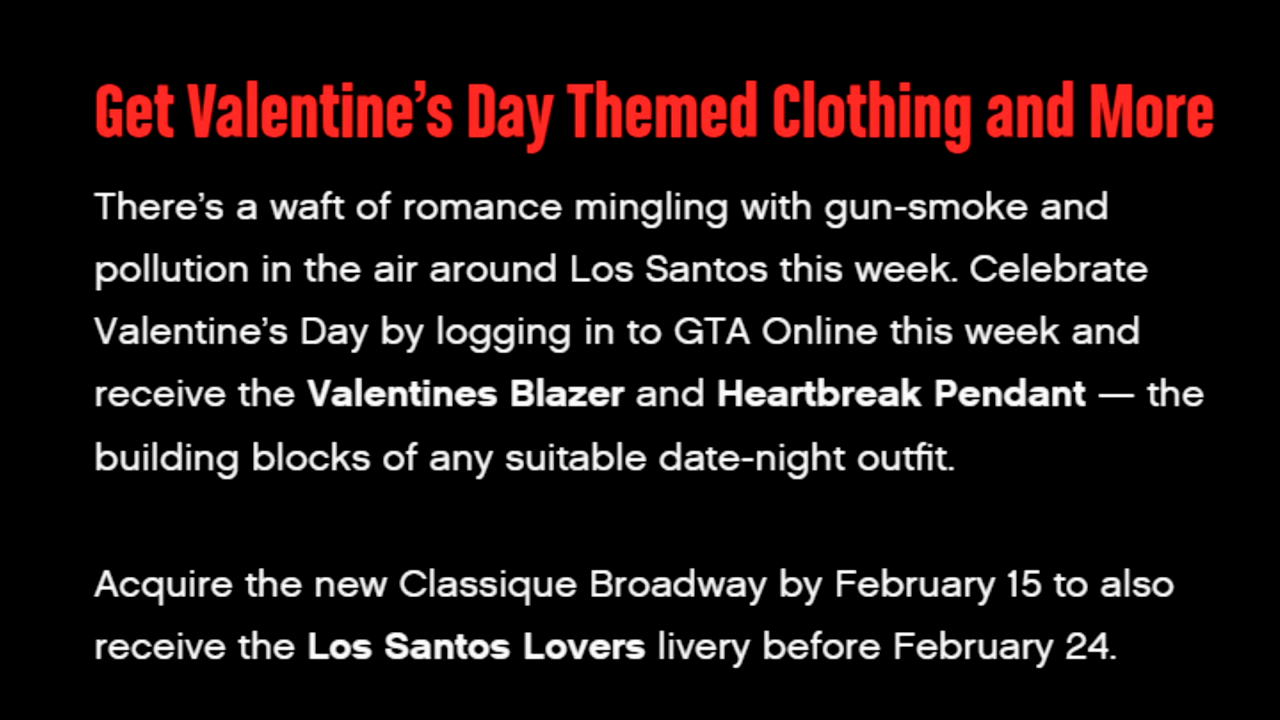 Get Valentine’s Day Themed Clothing and More
There’s a waft of romance mingling with gun-smoke and
pollution in the air around Los Santos this week. Celebrate
Valentine’s Day by logging in to GTA Online this week and
receive the Valentines Blazer and Heartbreak Pendant — the
building blocks of any suitable date-night outfit.
Acquire the new Classique Broadway by February 15 to also
receive the Los Santos Lovers livery before February 24.